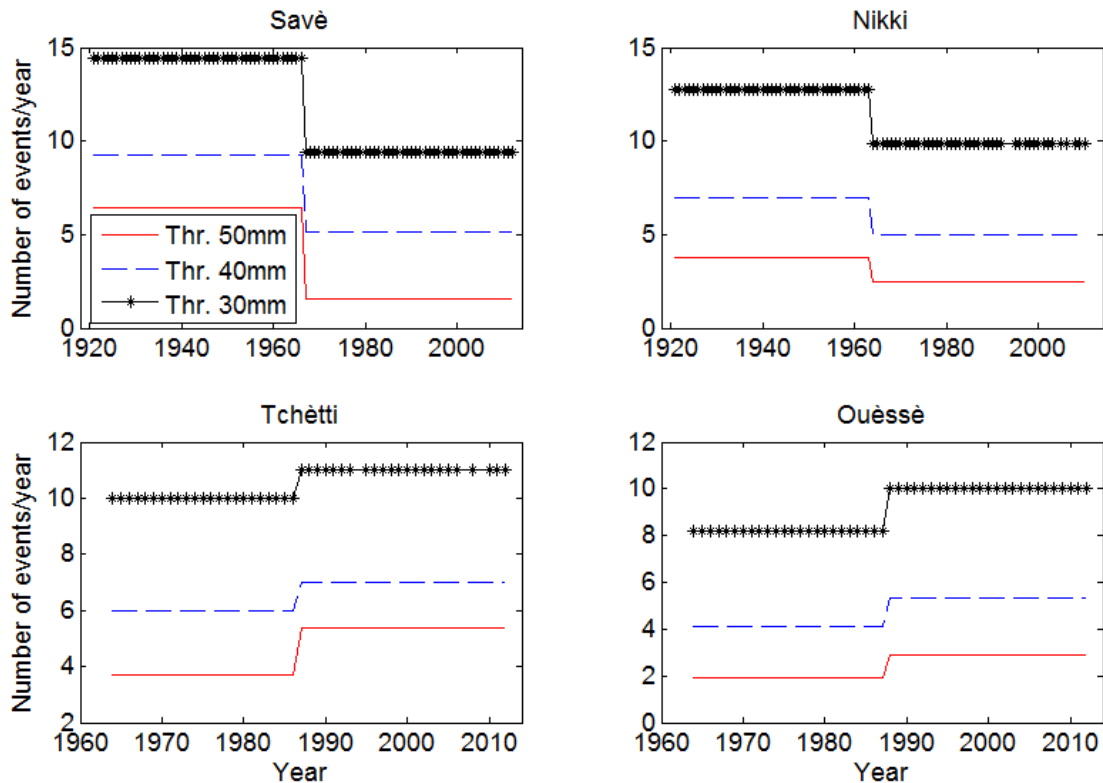 Savè
Number of events/year
15
10
5
0
1920 1940 1960 1980 2000
Thr. 50mm
Thr. 40mm
Thr. 30mm
Nikki
15
10
5
0
1920 1940 1960 1980 2000
Tchètti
Number of events/year
12
10
8
6
4
2
1960 1970 1980 1990 2000 2010
Year
Ouèssè
12
10
8
6
4
2
0
1960 1970 1980 1990 2000 2010
Year